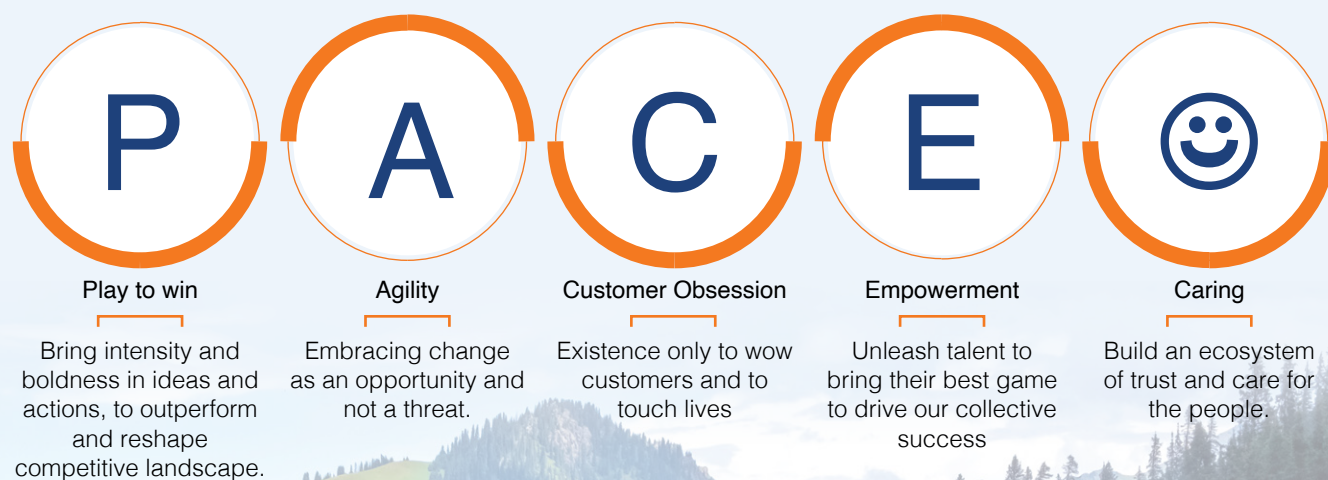 P
A
C
E
Play to win
Bring intensity and
boldness in ideas and
actions, to outperform
and reshape
competitive landscape.
Agility
Embracing change
as an opportunity and
not a threat.
Customer Obsession
Existence only to wow
customers and to
touch lives
Empowerment
Unleash talent to
bring their best game
to drive our collective
success
Caring
Build an ecosystem
of trust and care for
the people.